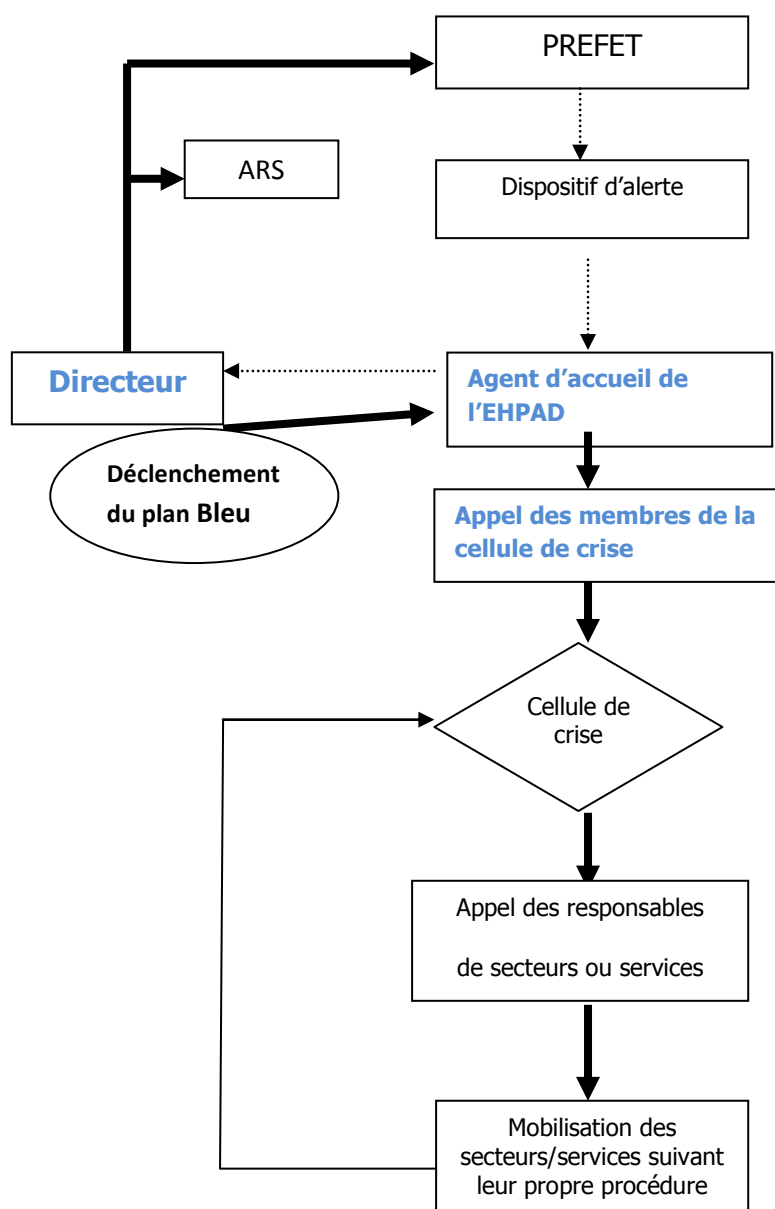 PREFET
ARS
Dispositif d'alerte
Directeur
Agent d'accueil de
l'EHPAD
Déclenchement
du plan Bleu
Appel des membres de la
cellule de crise
Cellule de
crise
Appel des responsables
de secteurs ou services
Mobilisation des
secteurs/services suivant
leur propre procédure